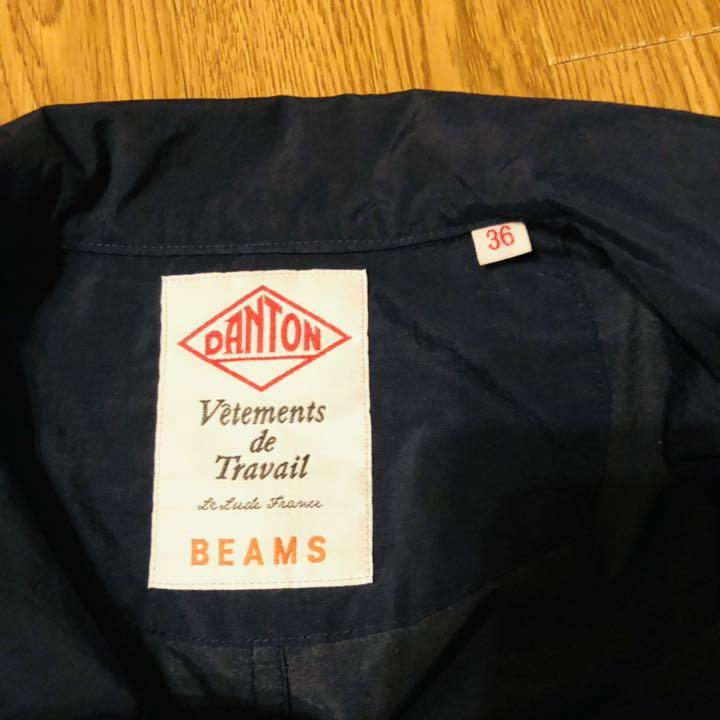 36
DANTON
Vêtements
de
Travail
Le Lude France
BEAMS